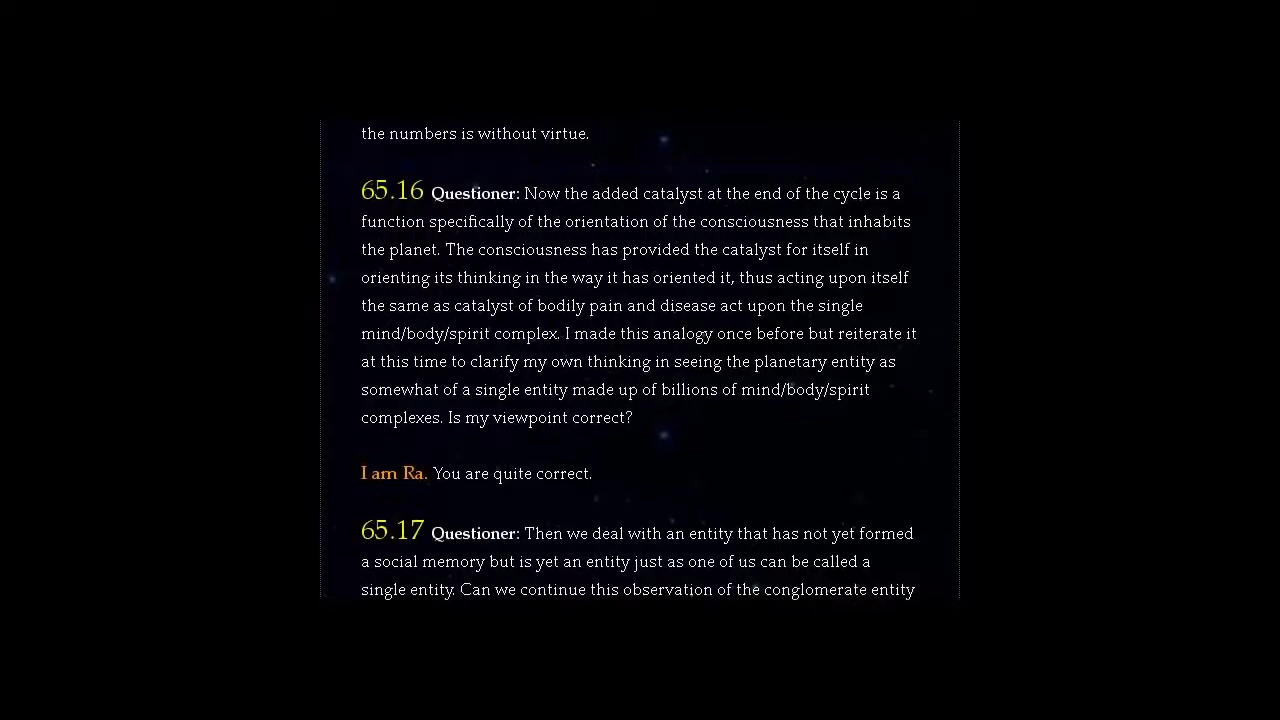 the numbers is without virtue.
65.16 Questioner: Now the added catalyst at the end of the cycle is a
function specifically of the orientation of the consciousness that inhabits
the planet. The consciousness has provided the catalyst for itself in
orienting its thinking in the way it has oriented it, thus acting upon itself
the same as catalyst of bodily pain and disease act upon the single
mind/body/spirit complex. I made this analogy once before but reiterate it
at this time to clarify my own thinking in seeing the planetary entity as
somewhat of a single entity made up of billions of mind/body/spirit
complexes. Is my viewpoint correct?
I am Ra. You are quite correct.
65.17 Questioner: Then we deal with an entity that has not yet formed
a social memory but is yet an entity just as one of us can be called a
single entity. Can we continue this observation of the conglomerate entity